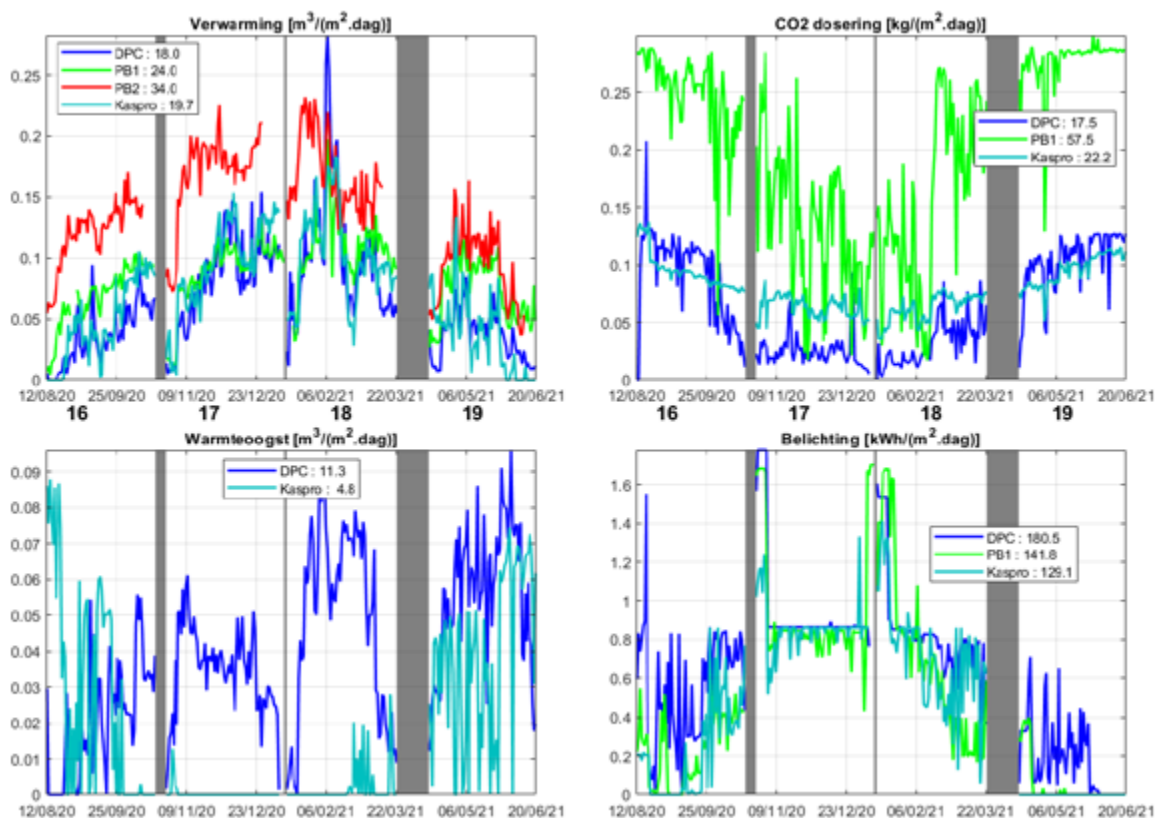 Verwarming [m³/(m².dag)]
DPC : 18.0
PB1 : 24.0
PB2 : 34.0
Kaspro : 19.7
0.25
0.2
0.15
0.1
0.05
0
12/08/20 25/09/20 09/11/20 23/12/20 06/02/21 22/03/21 06/05/21 20/06/21
16 17 18 19
CO2 dosering [kg/(m².dag)]
DPC : 17.5
PB1 : 57.5
Kaspro : 22.2
0.25
0.2
0.15
0.1
0.05
0
12/08/20 25/09/20 09/11/20 23/12/20 06/02/21 22/03/21 06/05/21 20/06/21
16 17 18 19
Warmteoogst [m³/(m².dag)]
DPC : 11.3
Kaspro : 4.8
0.09
0.08
0.07
0.06
0.05
0.04
0.03
0.02
0.01
0
12/08/20 25/09/20 09/11/20 23/12/20 06/02/21 22/03/21 06/05/21 20/06/21
Belichting [kWh/(m².dag)]
DPC : 180.5
PB1 : 141.8
Kaspro : 129.1
1.6
1.4
1.2
1
0.8
0.6
0.4
0.2
0
12/08/20 25/09/20 09/11/20 23/12/20 06/02/21 22/03/21 06/05/21 20/06/21